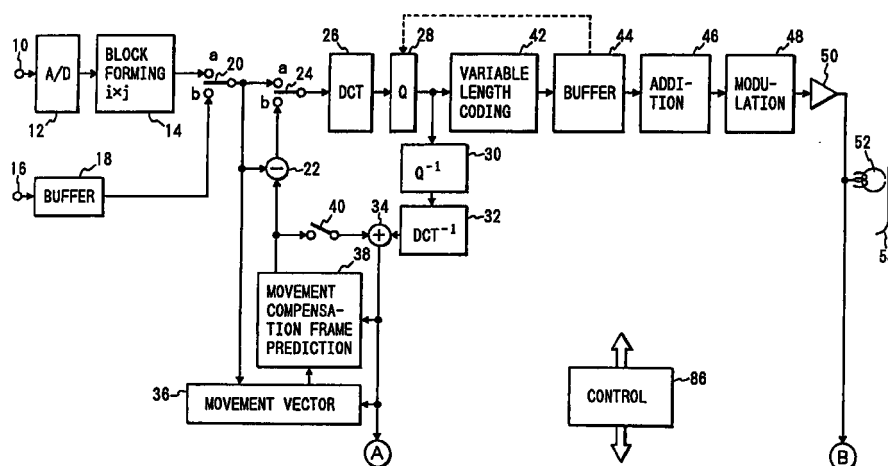 10
A/D
12
BLOCK
FORMING
i×j
14
a
b
20
a
b
24
26
DCT
28
Q
42
VARIABLE
LENGTH
CODING
44
BUFFER
46
ADDI-
TION
48
MODU-
LATION
50
52
16
18
BUFFER
22
30
Q⁻¹
32
DCT⁻¹
34
40
38
MOVEMENT
COMPENSA-
TION FRAME
PREDICTION
36
MOVEMENT VECTOR
CONTROL
86
A
B